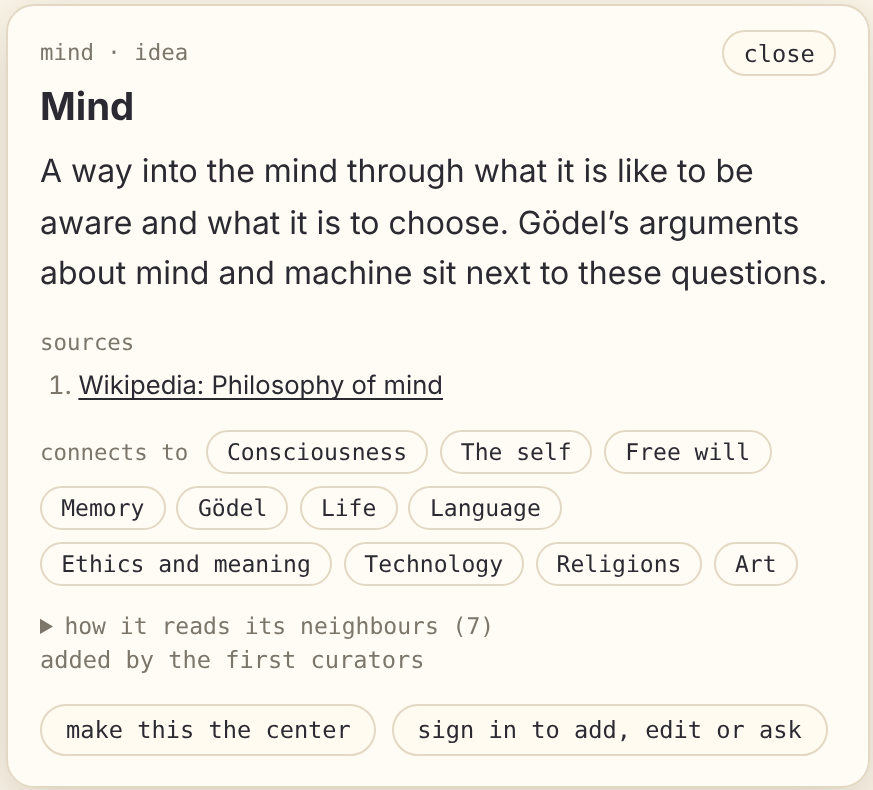 mind · idea
close
Mind
A way into the mind through what it is like to be
aware and what it is to choose. Gödel’s arguments
about mind and machine sit next to these questions.
sources
1. Wikipedia: Philosophy of mind
connects to Consciousness The self Free will
Memory Gödel Life Language
Ethics and meaning Technology Religions Art
▶ how it reads its neighbours (7)
added by the first curators
make this the center sign in to add, edit or ask